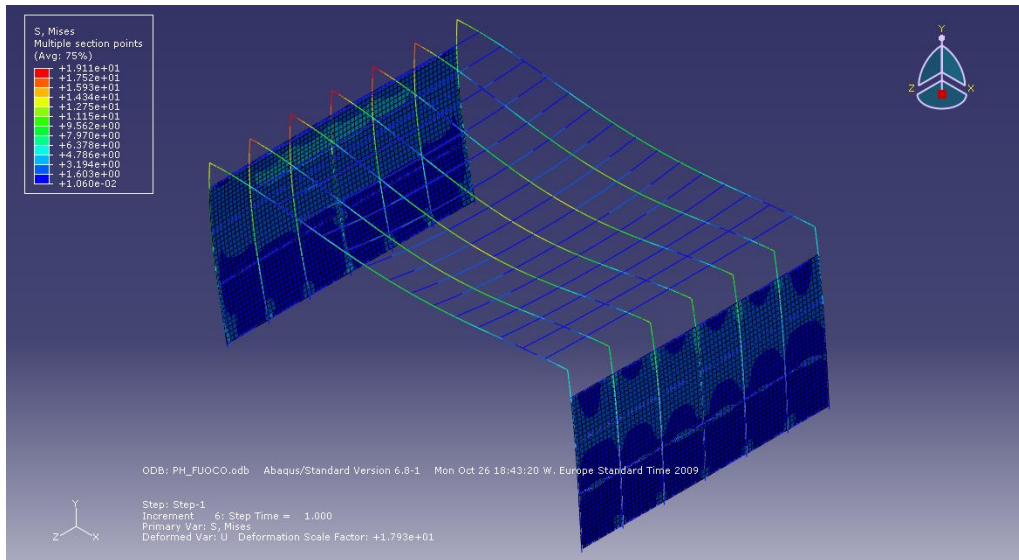 S, Mises
Multiple section points
(Avg: 75%)
+1.911e+01
+1.752e+01
+1.593e+01
+1.434e+01
+1.275e+01
+1.115e+01
+9.562e+00
+7.970e+00
+6.378e+00
+4.786e+00
+3.194e+00
+1.603e+00
+1.060e-02
Y
Z X
ODB: PH_FUOCO.odb Abaqus/Standard Version 6.8-1 Mon Oct 26 18:43:20 W. Europe Standard Time 2009
Y
Z X
Step: Step-1
Increment 6: Step Time = 1.000
Primary Var: S, Mises
Deformed Var: U Deformation Scale Factor: +1.793e+01